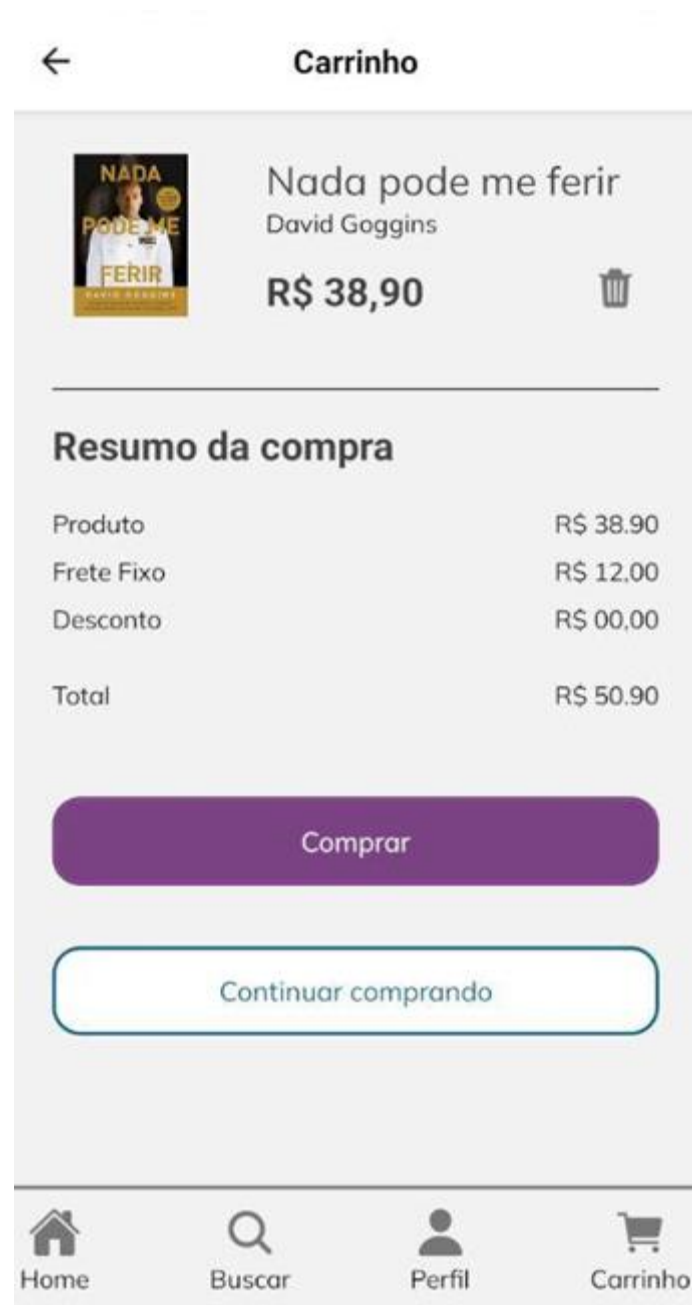 Carrinho
NADA
PODE ME
FERIR
DAVID GOGGINS
Nada pode me ferir
David Goggins
R$ 38,90
Resumo da compra
Produto R$ 38.90
Frete Fixo R$ 12,00
Desconto R$ 00,00
Total R$ 50.90
Comprar
Continuar comprando
Home Buscar Perfil Carrinho